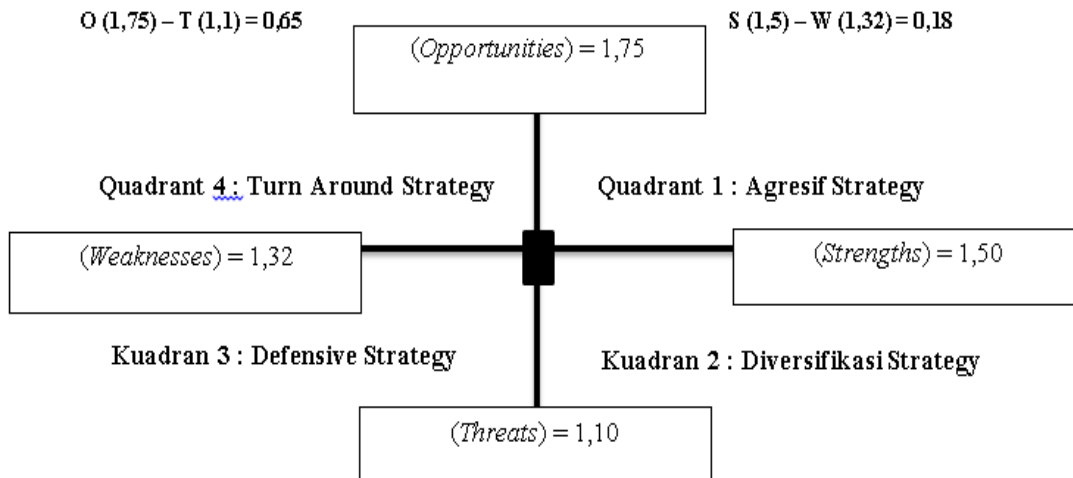 O (1,75) – T (1,1) = 0,65
S (1,5) – W (1,32) = 0,18
(Opportunities) = 1,75
Quadrant 4 : Turn Around Strategy
Quadrant 1 : Agresif Strategy
(Weaknesses) = 1,32
(Strengths) = 1,50
Kuadran 3 : Defensive Strategy
Kuadran 2 : Diversifikasi Strategy
(Threats) = 1,10